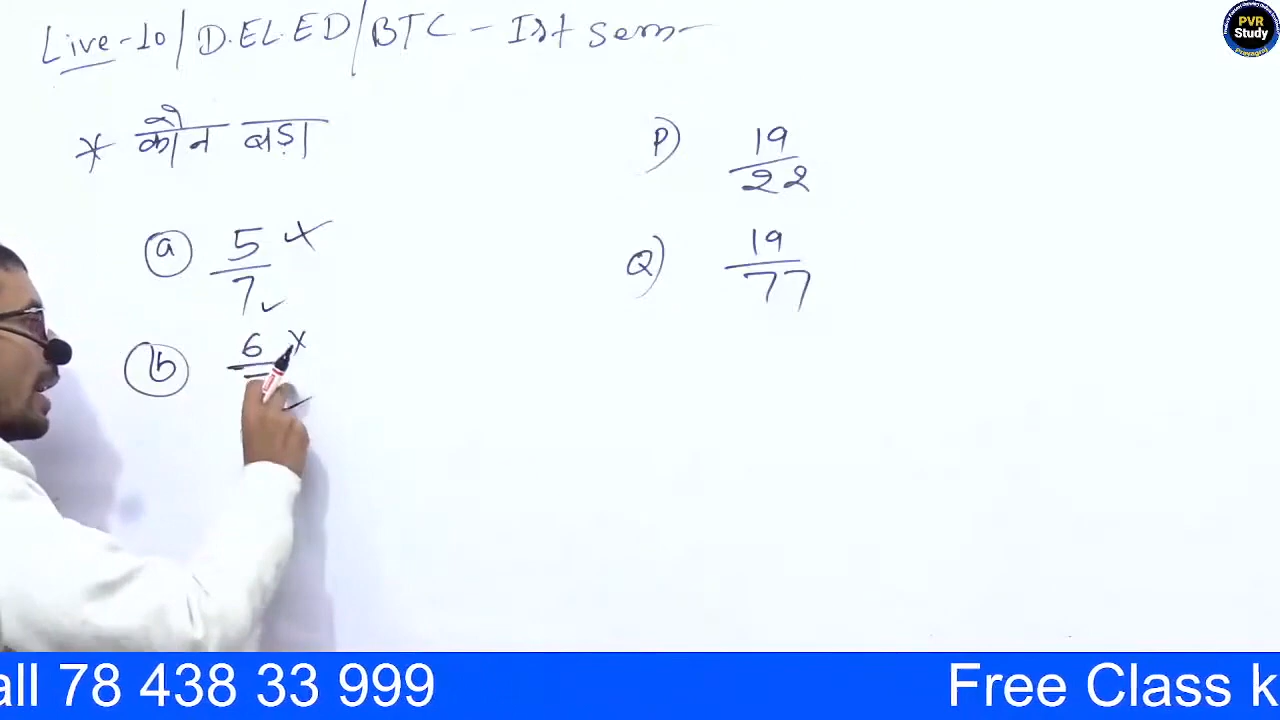 Live-10/D.EL.ED/BTC - Ist sem
* कौन बड़ा
a 5/7
b 6
P) 19/22
Q) 19/77
PVR
Study
Prayagraj
all 78 438 33 999
Free Class k